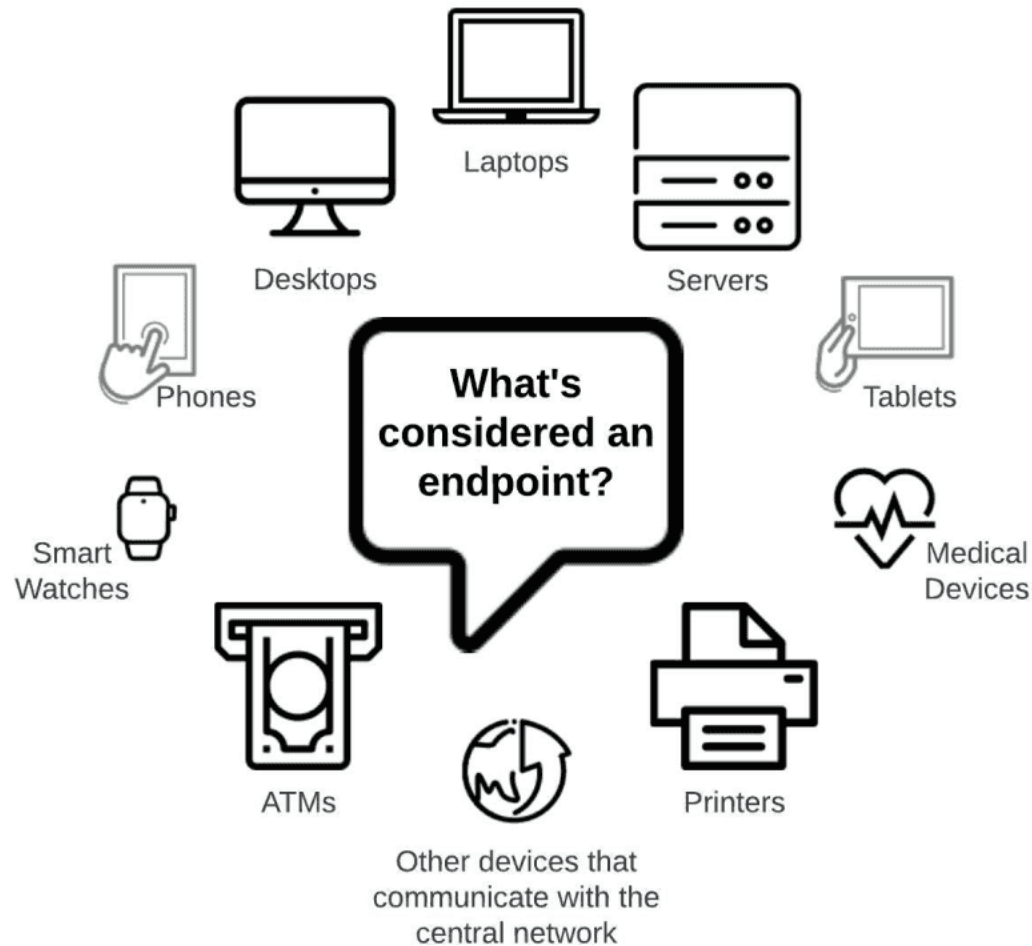 Laptops
Desktops
Servers
Phones
Tablets
What's
considered an
endpoint?
Smart
Watches
Medical
Devices
ATMs
Printers
Other devices that
communicate with the
central network